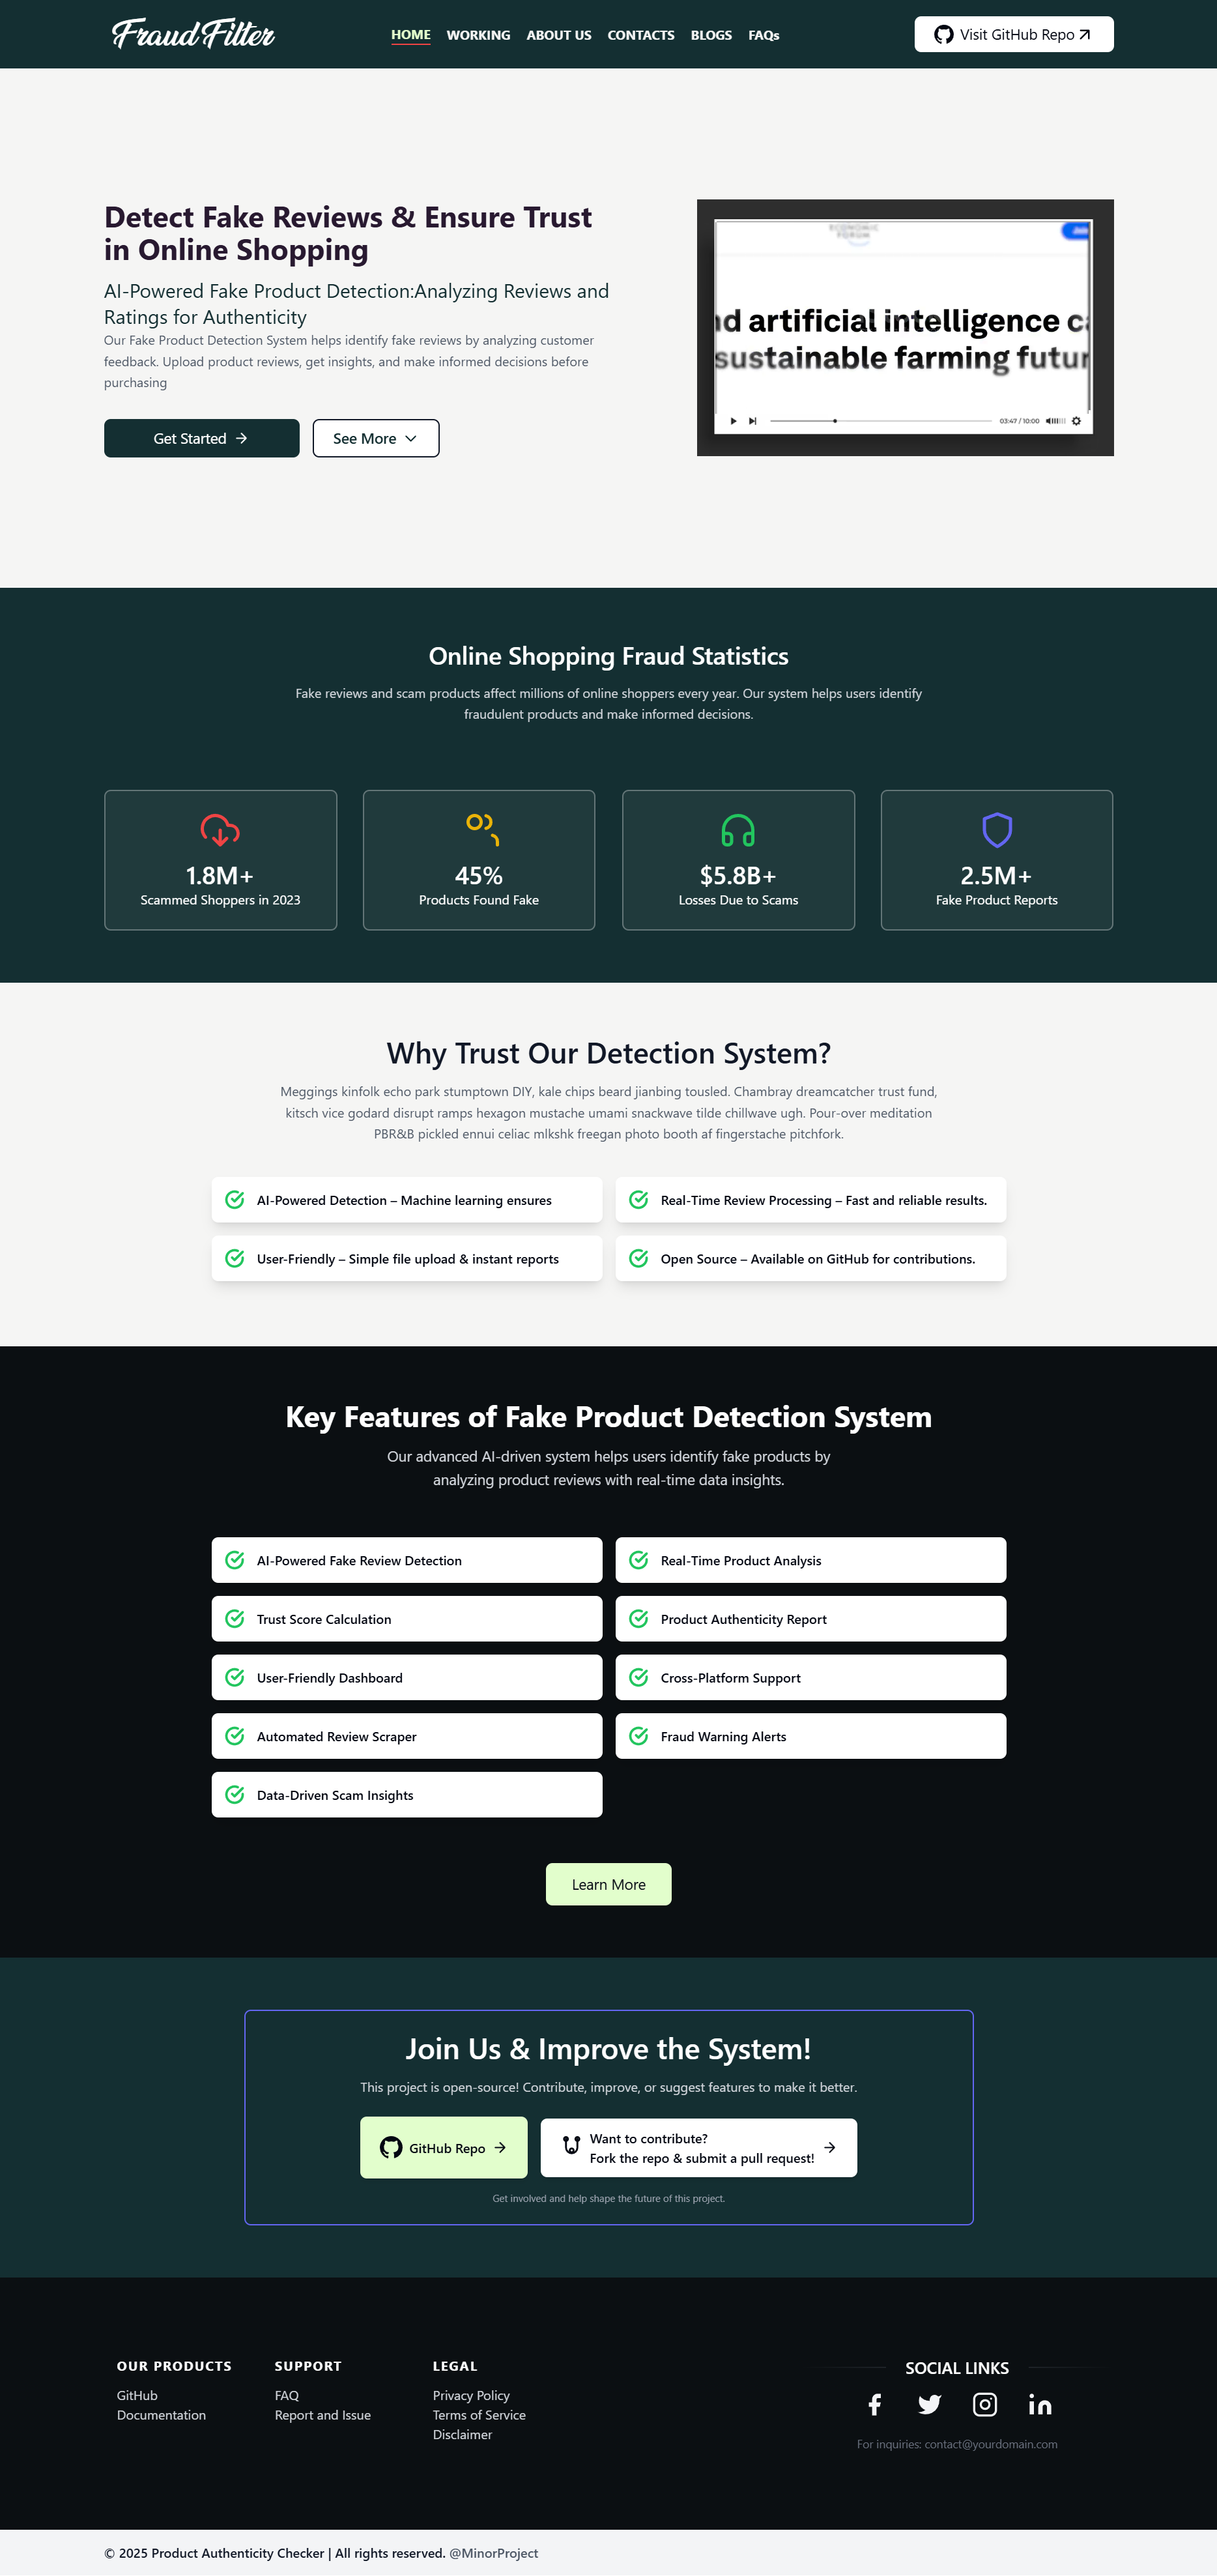 FraudFilter
HOME WORKING ABOUT US CONTACTS BLOGS FAQs
Visit GitHub Repo
Detect Fake Reviews & Ensure Trust
in Online Shopping
AI-Powered Fake Product Detection:Analyzing Reviews and
Ratings for Authenticity
Our Fake Product Detection System helps identify fake reviews by analyzing customer
feedback. Upload product reviews, get insights, and make informed decisions before
purchasing
Get Started
See More
ECONOMIC
FORUM
artificial intelligence
sustainable farming
03:47 / 10:00
Online Shopping Fraud Statistics
Fake reviews and scam products affect millions of online shoppers every year. Our system helps users identify
fraudulent products and make informed decisions.
1.8M+
Scammed Shoppers in 2023
45%
Products Found Fake
$5.8B+
Losses Due to Scams
2.5M+
Fake Product Reports
Why Trust Our Detection System?
Meggings kinfolk echo park stumptown DIY, kale chips beard jianbing tousled. Chambray dreamcatcher trust fund,
kitsch vice godard disrupt ramps hexagon mustache umami snackwave tilde chillwave ugh. Pour-over meditation
PBR&B pickled ennui celiac mlkshk freegan photo booth af fingerstache pitchfork.
AI-Powered Detection – Machine learning ensures
Real-Time Review Processing – Fast and reliable results.
User-Friendly – Simple file upload & instant reports
Open Source – Available on GitHub for contributions.
Key Features of Fake Product Detection System
Our advanced AI-driven system helps users identify fake products by
analyzing product reviews with real-time data insights.
AI-Powered Fake Review Detection
Real-Time Product Analysis
Trust Score Calculation
Product Authenticity Report
User-Friendly Dashboard
Cross-Platform Support
Automated Review Scraper
Fraud Warning Alerts
Data-Driven Scam Insights
Learn More
Join Us & Improve the System!
This project is open-source! Contribute, improve, or suggest features to make it better.
GitHub Repo
Want to contribute?
Fork the repo & submit a pull request!
Get involved and help shape the future of this project.
OUR PRODUCTS
GitHub
Documentation
SUPPORT
FAQ
Report and Issue
LEGAL
Privacy Policy
Terms of Service
Disclaimer
SOCIAL LINKS
For inquiries: contact@yourdomain.com
© 2025 Product Authenticity Checker | All rights reserved. @MinorProject